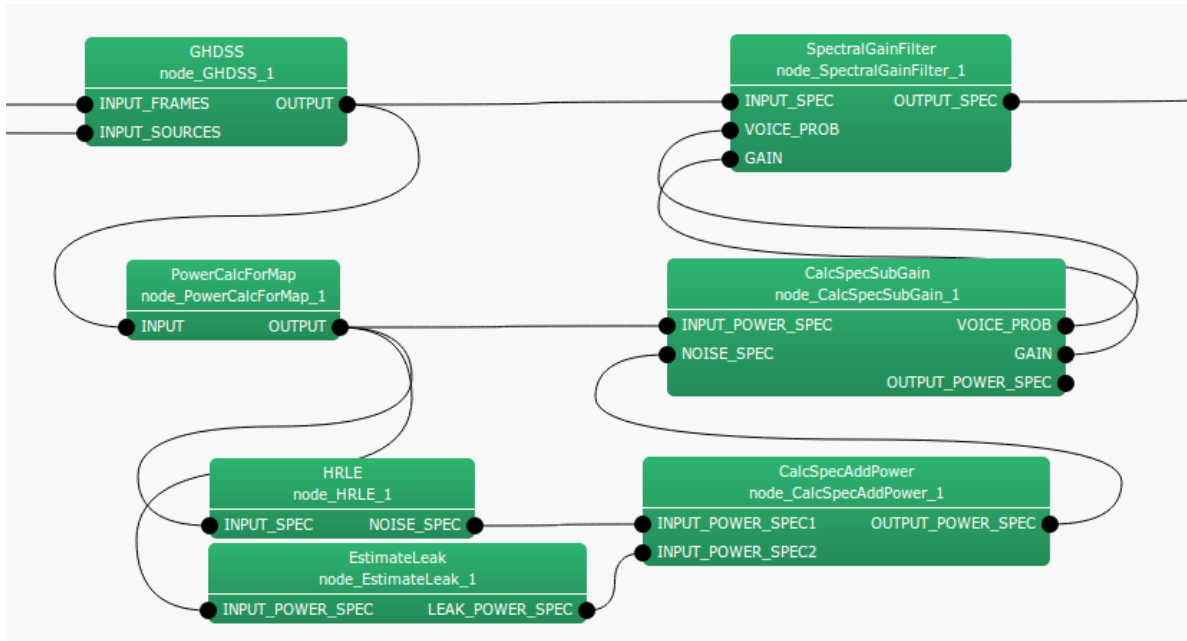 GHDSS
node_GHDSS_1
INPUT_FRAMES OUTPUT
INPUT_SOURCES
SpectralGainFilter
node_SpectralGainFilter_1
INPUT_SPEC OUTPUT_SPEC
VOICE_PROB
GAIN
PowerCalcForMap
node_PowerCalcForMap_1
INPUT OUTPUT
CalcSpecSubGain
node_CalcSpecSubGain_1
INPUT_POWER_SPEC VOICE_PROB
NOISE_SPEC GAIN
OUTPUT_POWER_SPEC
HRLE
node_HRLE_1
INPUT_SPEC NOISE_SPEC
CalcSpecAddPower
node_CalcSpecAddPower_1
INPUT_POWER_SPEC1 OUTPUT_POWER_SPEC
INPUT_POWER_SPEC2
EstimateLeak
node_EstimateLeak_1
INPUT_POWER_SPEC LEAK_POWER_SPEC